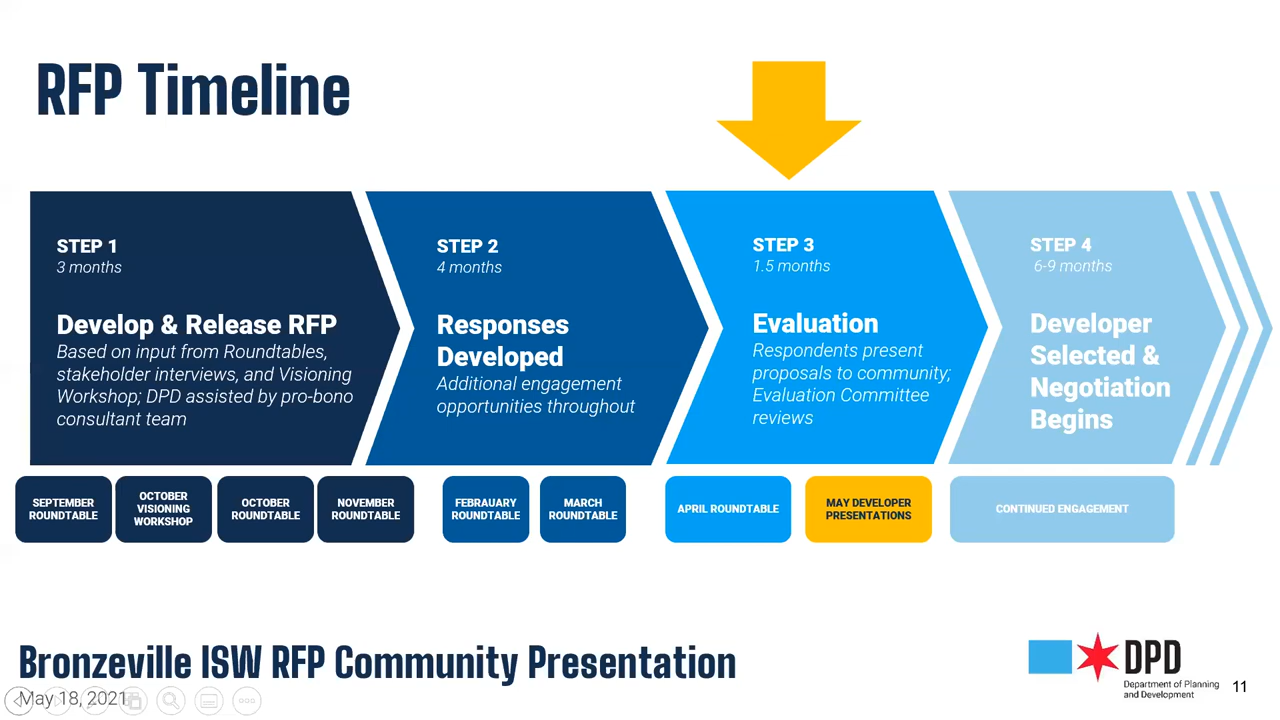 RFP Timeline
STEP 1
3 months
Develop & Release RFP
Based on input from Roundtables,
stakeholder interviews, and Visioning
Workshop; DPD assisted by pro-bono
consultant team
STEP 2
4 months
Responses
Developed
Additional engagement
opportunities throughout
STEP 3
1.5 months
Evaluation
Respondents present
proposals to community;
Evaluation Committee
reviews
STEP 4
6-9 months
Developer
Selected &
Negotiation
Begins
SEPTEMBER
ROUNDTABLE
OCTOBER
VISIONING
WORKSHOP
OCTOBER
ROUNDTABLE
NOVEMBER
ROUNDTABLE
FEBRAUARY
ROUNDTABLE
MARCH
ROUNDTABLE
APRIL ROUNDTABLE
MAY DEVELOPER
PRESENTATIONS
CONTINUED ENGAGEMENT
Bronzeville ISW RFP Community Presentation
May 18, 2021
DPD
Department of Planning
and Development
11